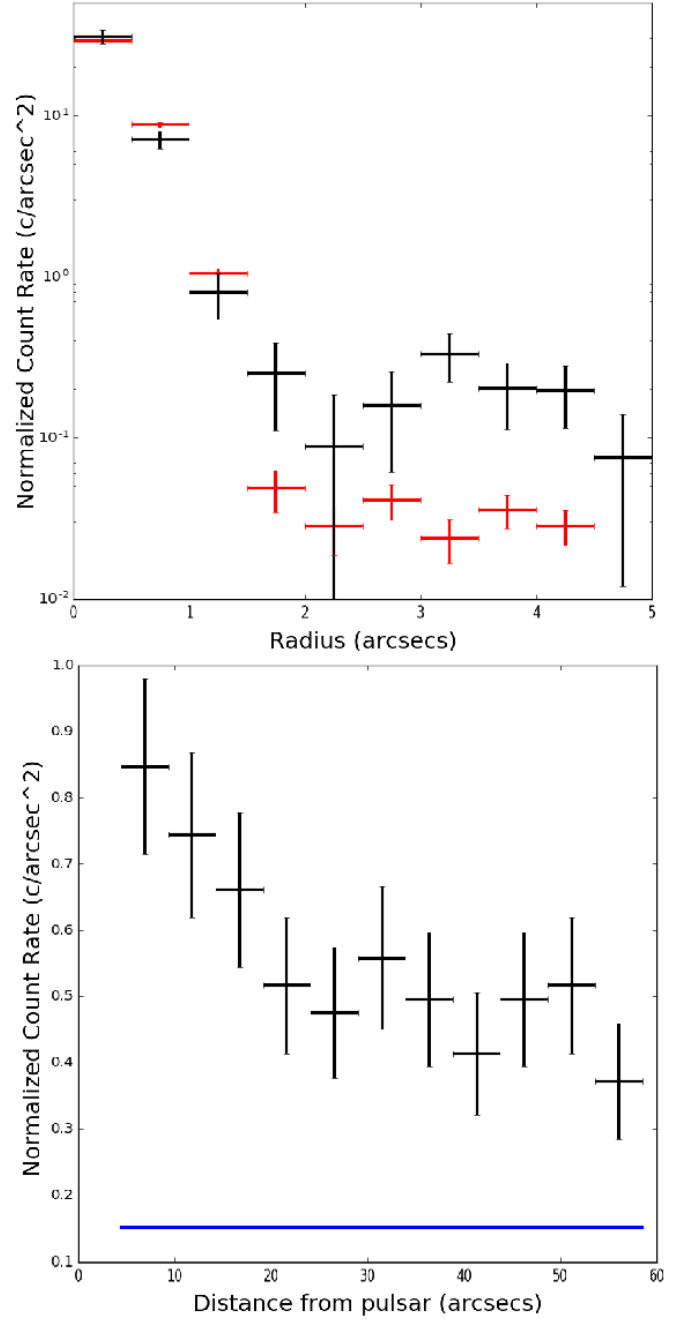 Normalized Count Rate (c/arcsec^2)
10^1
10^0
10^-1
10^-2
0 1 2 3 4 5
Radius (arcsecs)
Normalized Count Rate (c/arcsec^2)
1.0
0.9
0.8
0.7
0.6
0.5
0.4
0.3
0.2
0.1
0 10 20 30 40 50 60
Distance from pulsar (arcsecs)